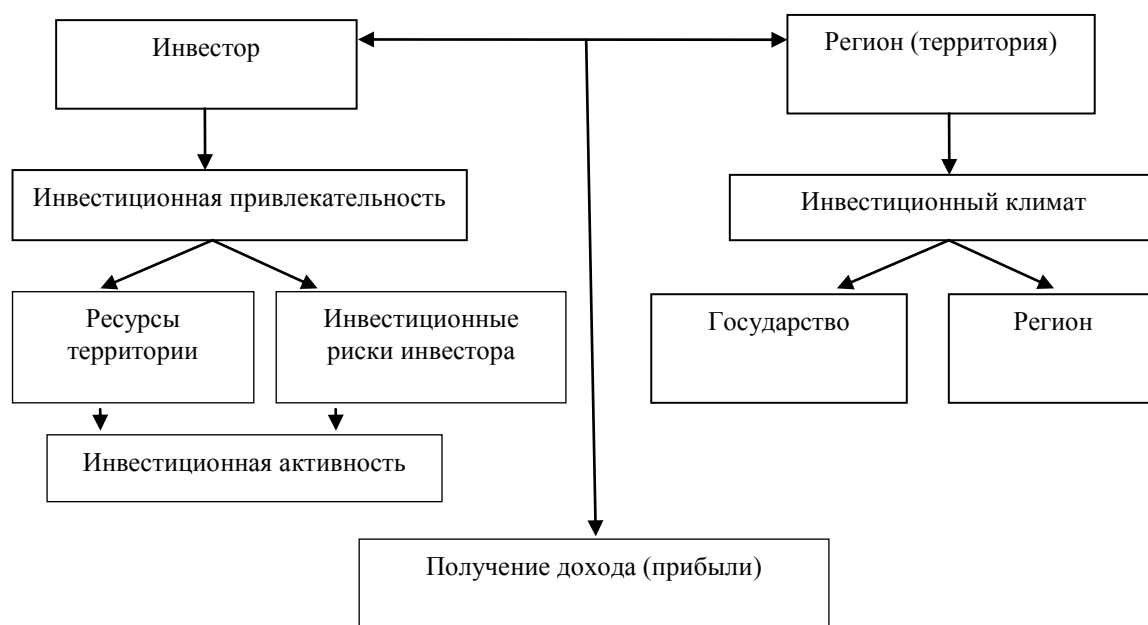 Инвестор
Регион (территория)
Инвестиционная привлекательность
Инвестиционный климат
Ресурсы
территории
Инвестиционные
риски инвестора
Государство
Регион
Инвестиционная активность
Получение дохода (прибыли)